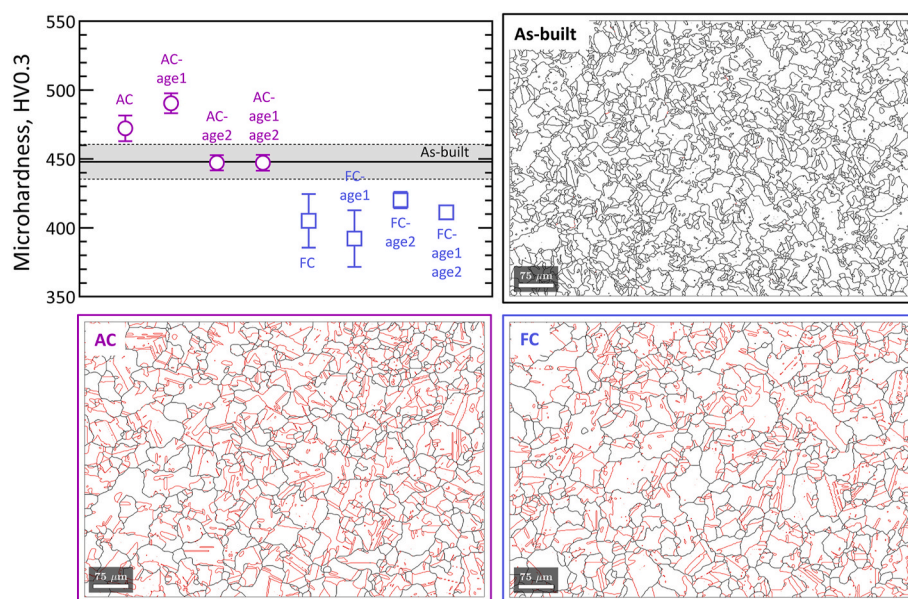 550
500
450
400
350
Microhardness, HV0.3
AC
AC-
age1
AC-
age2
AC-
age1
age2
As-built
FC
FC-
age1
FC-
age2
FC-
age1
age2
As-built
75 μm
AC
75 μm
FC
75 μm